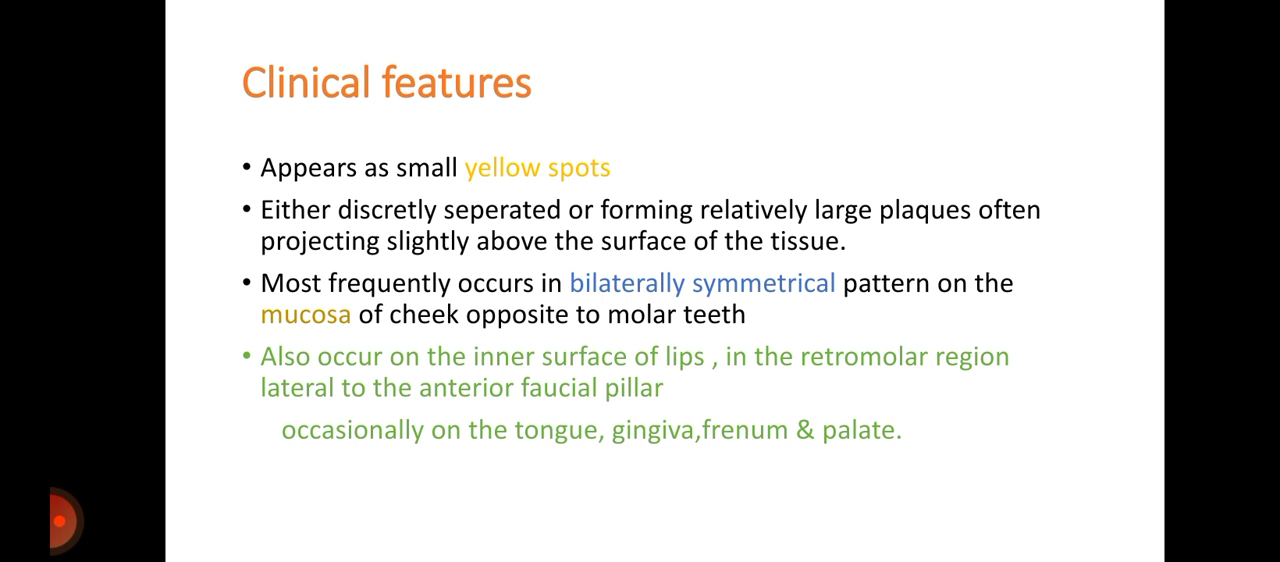 Clinical features
• Appears as small yellow spots
• Either discretly seperated or forming relatively large plaques often
projecting slightly above the surface of the tissue.
• Most frequently occurs in bilaterally symmetrical pattern on the
mucosa of cheek opposite to molar teeth
• Also occur on the inner surface of lips , in the retromolar region
lateral to the anterior faucial pillar
occasionally on the tongue, gingiva,frenum & palate.